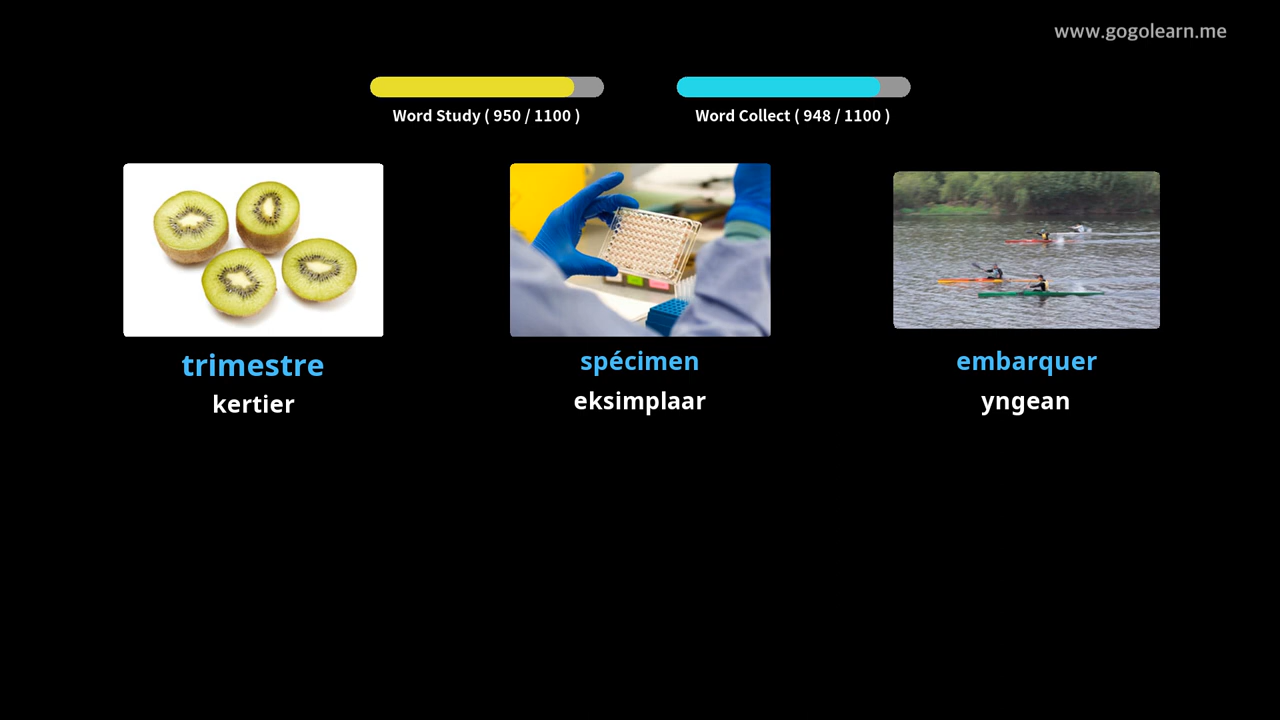 www.gogolearn.me
Word Study ( 950 / 1100 )
Word Collect ( 948 / 1100 )
trimestre
kertier
spécimen
eksimplaar
embarquer
yngean